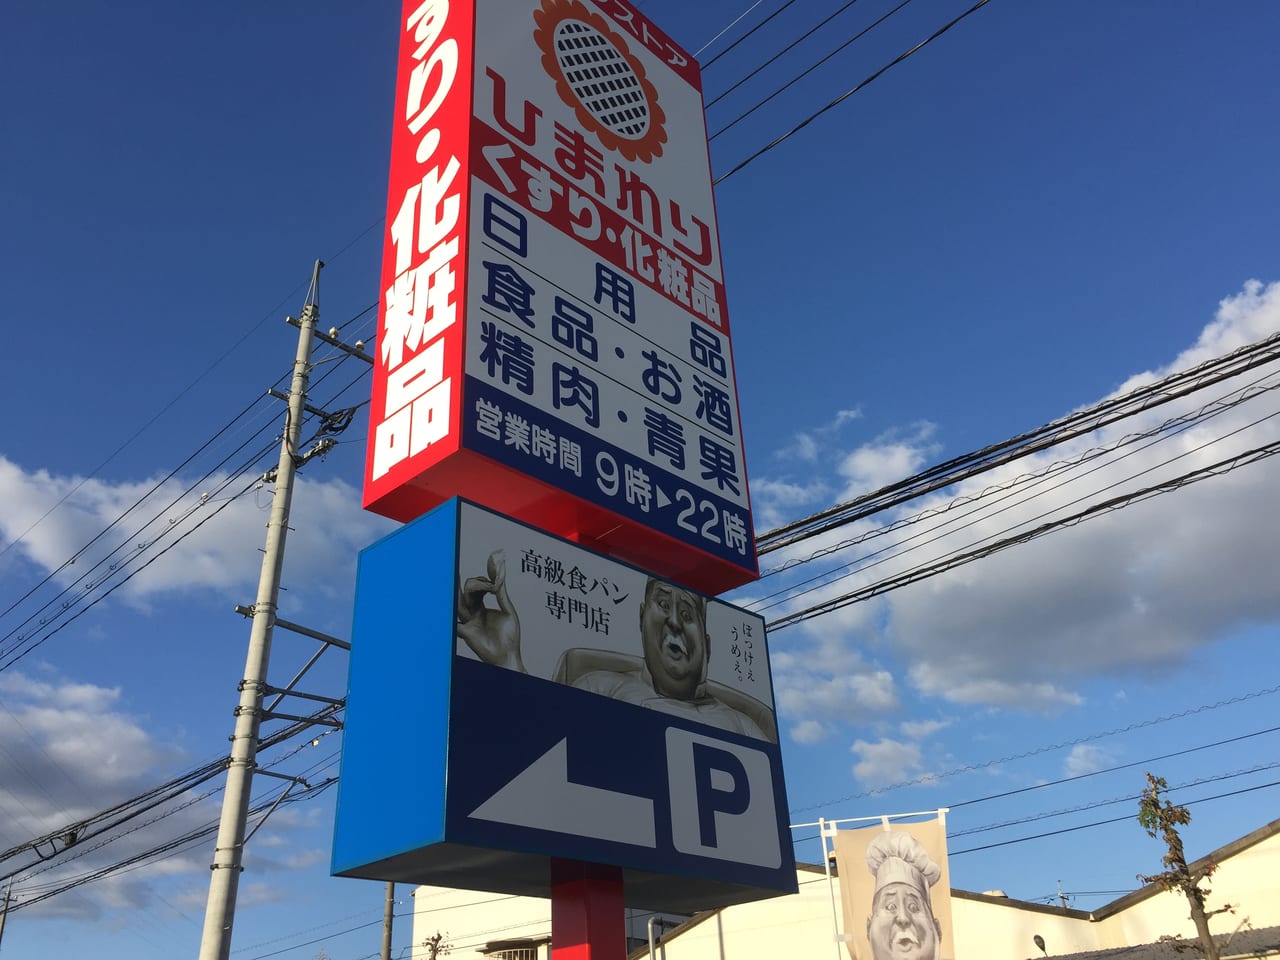 すり・化粧品
ストア
ひまわり
くすり・化粧品
日用品
食品・お酒
精肉・青果
営業時間 9時▶22時
高級食パン
専門店
ぼっけぇ
うめぇ。
P